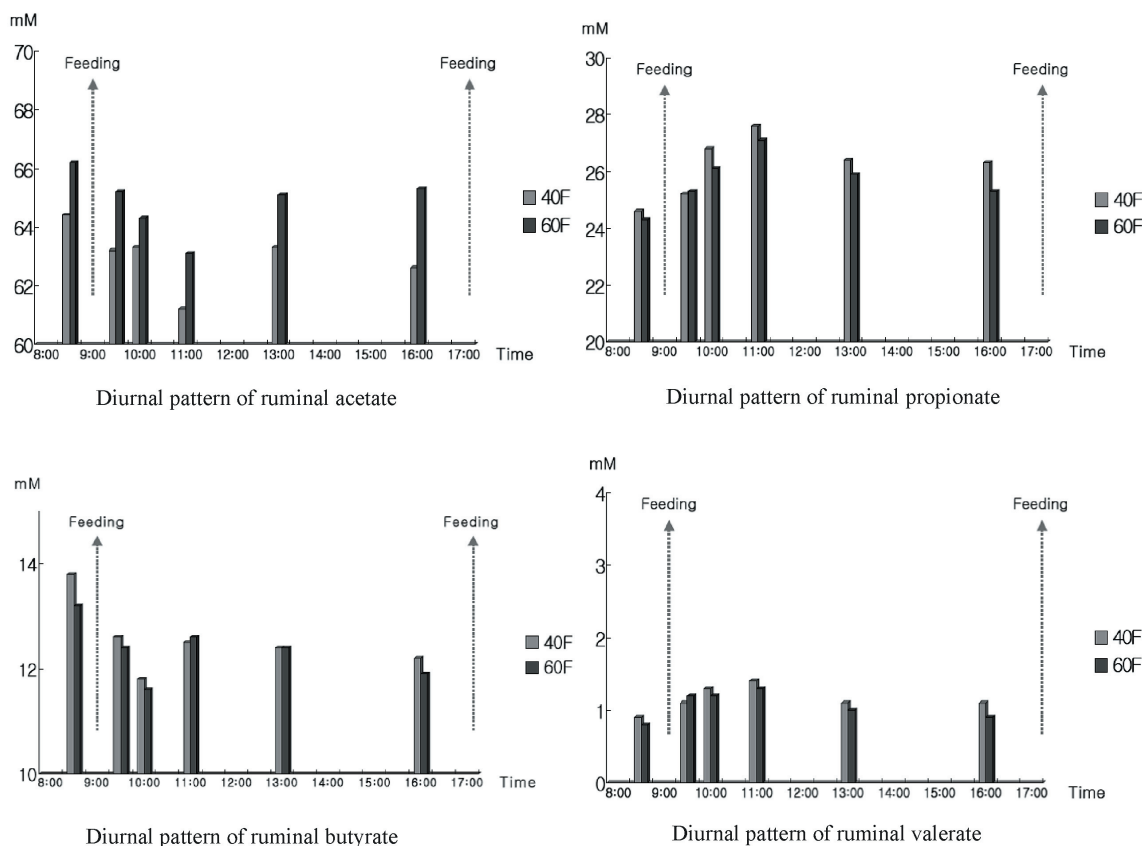 mM
70
68
66
64
62
60
Feeding
Feeding
40F
60F
8:00 9:00 10:00 11:00 12:00 13:00 14:00 15:00 16:00 17:00 Time
Diurnal pattern of ruminal acetate
mM
30
28
26
24
22
20
Feeding
Feeding
40F
60F
8:00 9:00 10:00 11:00 12:00 13:00 14:00 15:00 16:00 17:00 Time
Diurnal pattern of ruminal propionate
mM
14
12
10
Feeding
Feeding
40F
60F
8:00 9:00 10:00 11:00 12:00 13:00 14:00 15:00 16:00 17:00 Time
Diurnal pattern of ruminal butyrate
mM
4
3
2
1
0
Feeding
Feeding
40F
60F
8:00 9:00 10:00 11:00 12:00 13:00 14:00 15:00 16:00 17:00 Time
Diurnal pattern of ruminal valerate